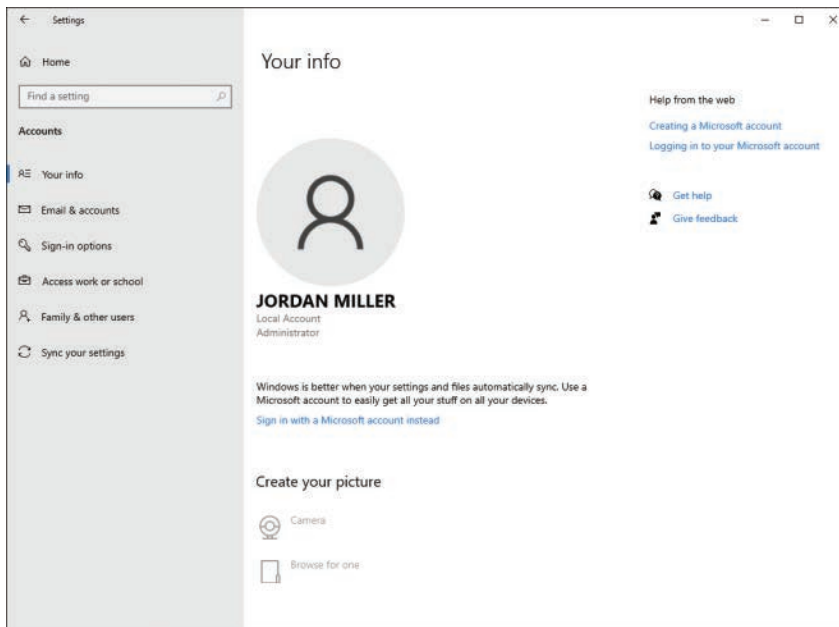 Settings
Home
Find a setting
Accounts
Your info
Email & accounts
Sign-in options
Access work or school
Family & other users
Sync your settings
Your info
JORDAN MILLER
Local Account
Administrator
Windows is better when your settings and files automatically sync. Use a
Microsoft account to easily get all your stuff on all your devices.
Sign in with a Microsoft account instead
Create your picture
Camera
Browse for one
Help from the web
Creating a Microsoft account
Logging in to your Microsoft account
Get help
Give feedback